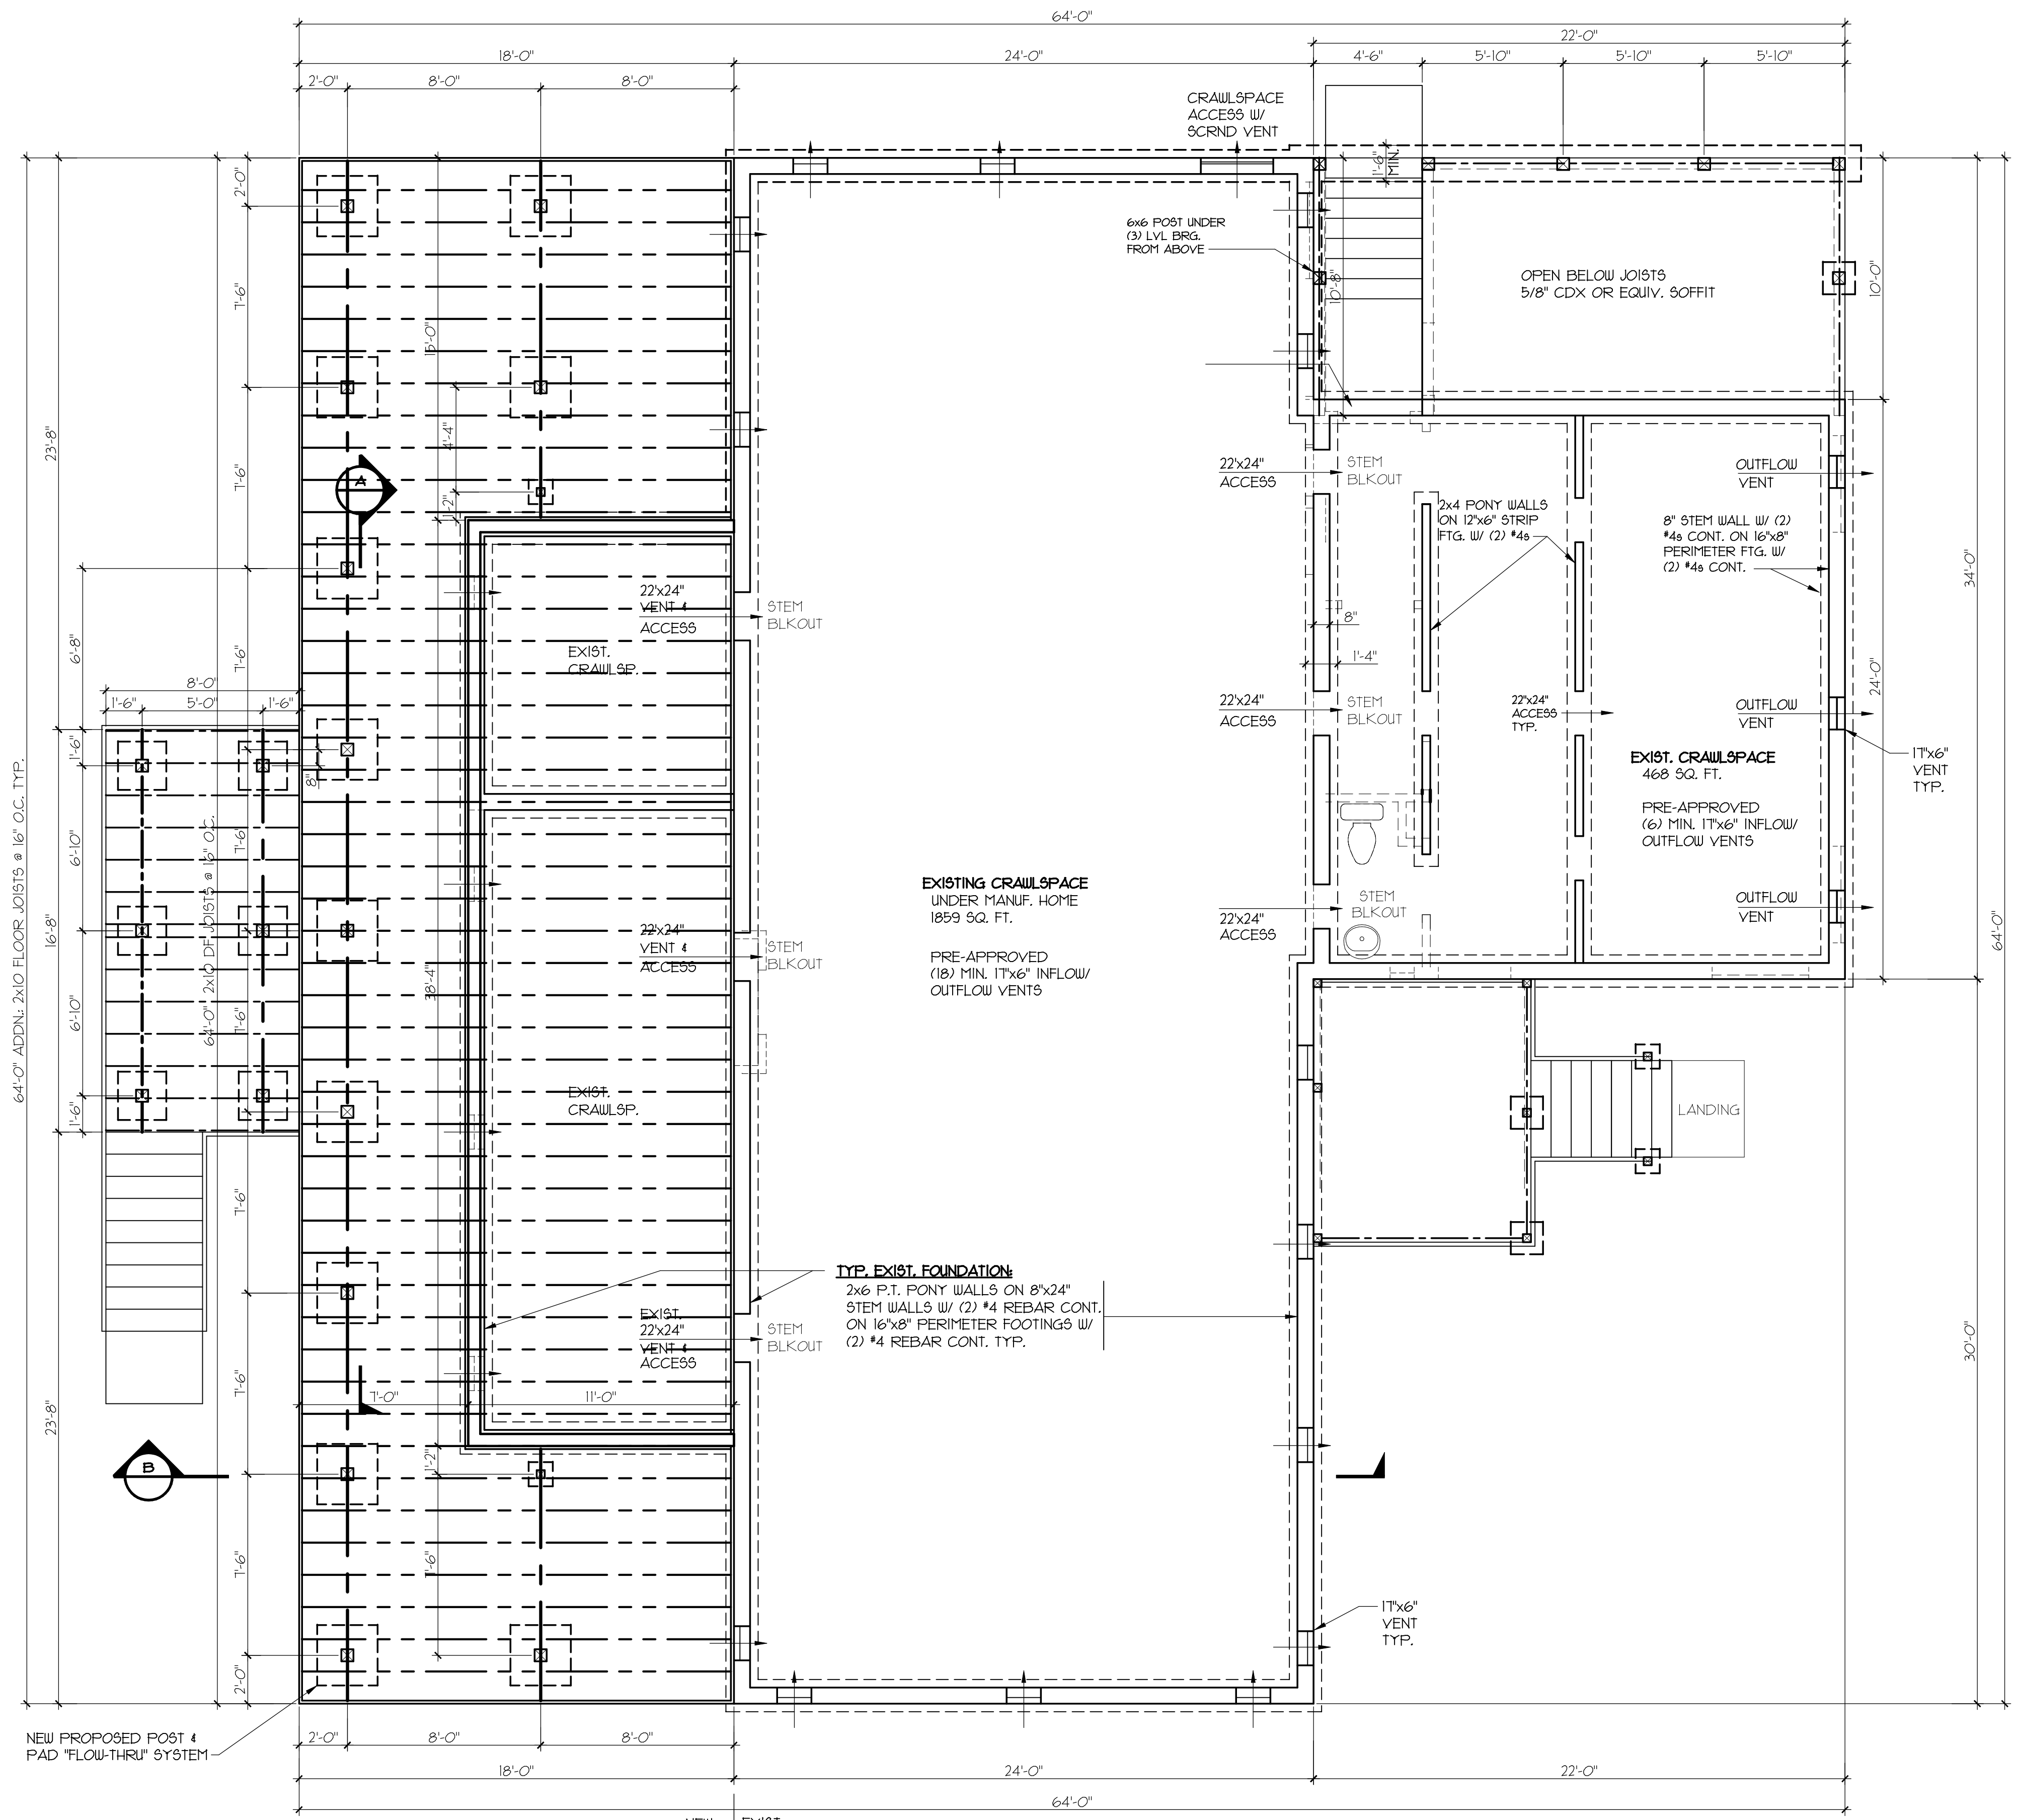 64'-0"
22'-0"
18'-0"
24'-0"
4'-6"
5'-10"
5'-10"
5'-10"
2'-0"
8'-0"
8'-0"
CRAWLSPACE
ACCESS W/
SCRND VENT
1'-6"
MIN.
2'-0"
6x6 POST UNDER
(3) LVL BRG.
FROM ABOVE
10'-8"
OPEN BELOW JOISTS
5/8" CDX OR EQUIV. SOFFIT
10'-0"
7'-6"
15'-0"
23'-8"
4'-4"
7'-6"
A
1'-2"
22'x24"
ACCESS
STEM
BLKOUT
OUTFLOW
VENT
2x4 PONY WALLS
ON 12"x6" STRIP
FTG. W/ (2) #4s
8" STEM WALL W/ (2)
#4s CONT. ON 16"x8"
PERIMETER FTG. W/
(2) #4s CONT.
34'-0"
22'x24"
VENT &
ACCESS
STEM
BLKOUT
8"
EXIST.
CRAWLSP.
1'-4"
6'-8"
7'-6"
24'-0"
8'-0"
1'-6"
5'-0"
1'-6"
22'x24"
ACCESS
STEM
BLKOUT
22"x24"
ACCESS
TYP.
OUTFLOW
VENT
1'-6"
8"
EXIST. CRAWLSPACE
468 SQ. FT.
PRE-APPROVED
(6) MIN. 17"x6" INFLOW/
OUTFLOW VENTS
17"x6"
VENT
TYP.
64'-0" ADDN.: 2x10 FLOOR JOISTS @ 16" O.C. TYP.
16'-8"
6'-10"
64'-0" 2x10 DF JOISTS @ 16" O.C.
7'-6"
EXISTING CRAWLSPACE
UNDER MANUF. HOME
1859 SQ. FT.
PRE-APPROVED
(18) MIN. 17"x6" INFLOW/
OUTFLOW VENTS
STEM
BLKOUT
22'x24"
ACCESS
OUTFLOW
VENT
64'-0"
22'x24"
VENT &
ACCESS
STEM
BLKOUT
38'-4"
6'-10"
7'-6"
1'-6"
EXIST.
CRAWLSP.
LANDING
7'-6"
TYP. EXIST. FOUNDATION:
2x6 P.T. PONY WALLS ON 8"x24"
STEM WALLS W/ (2) #4 REBAR CONT.
ON 16"x8" PERIMETER FOOTINGS W/
(2) #4 REBAR CONT. TYP.
EXIST.
22'x24"
VENT &
ACCESS
STEM
BLKOUT
30'-0"
7'-6"
7'-0"
11'-0"
23'-8"
1'-2"
B
7'-6"
7'-6"
17"x6"
VENT
TYP.
2'-0"
NEW PROPOSED POST &
PAD "FLOW-THRU" SYSTEM
2'-0"
8'-0"
8'-0"
18'-0"
24'-0"
22'-0"
64'-0"